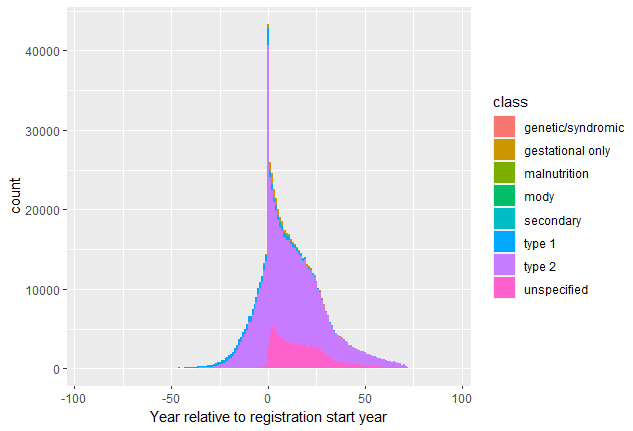 40000
30000
20000
10000
0
count
-100
-50
0
50
100
Year relative to registration start year
class
genetic/syndromic
gestational only
malnutrition
mody
secondary
type 1
type 2
unspecified